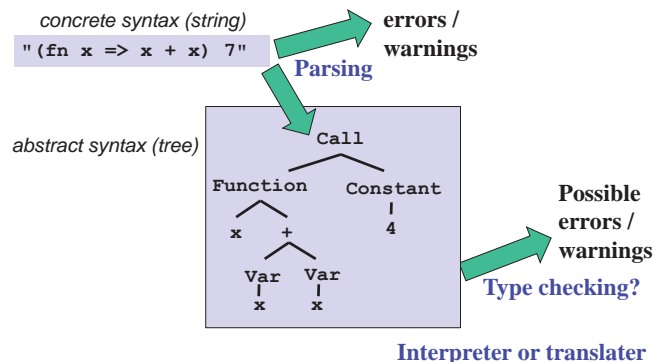 concrete syntax (string)
"(fn x => x + x) 7"
errors /
warnings
Parsing
abstract syntax (tree)
Call
Function Constant
x + 4
Var Var
x x
Possible
errors /
warnings
Type checking?
Interpreter or translater